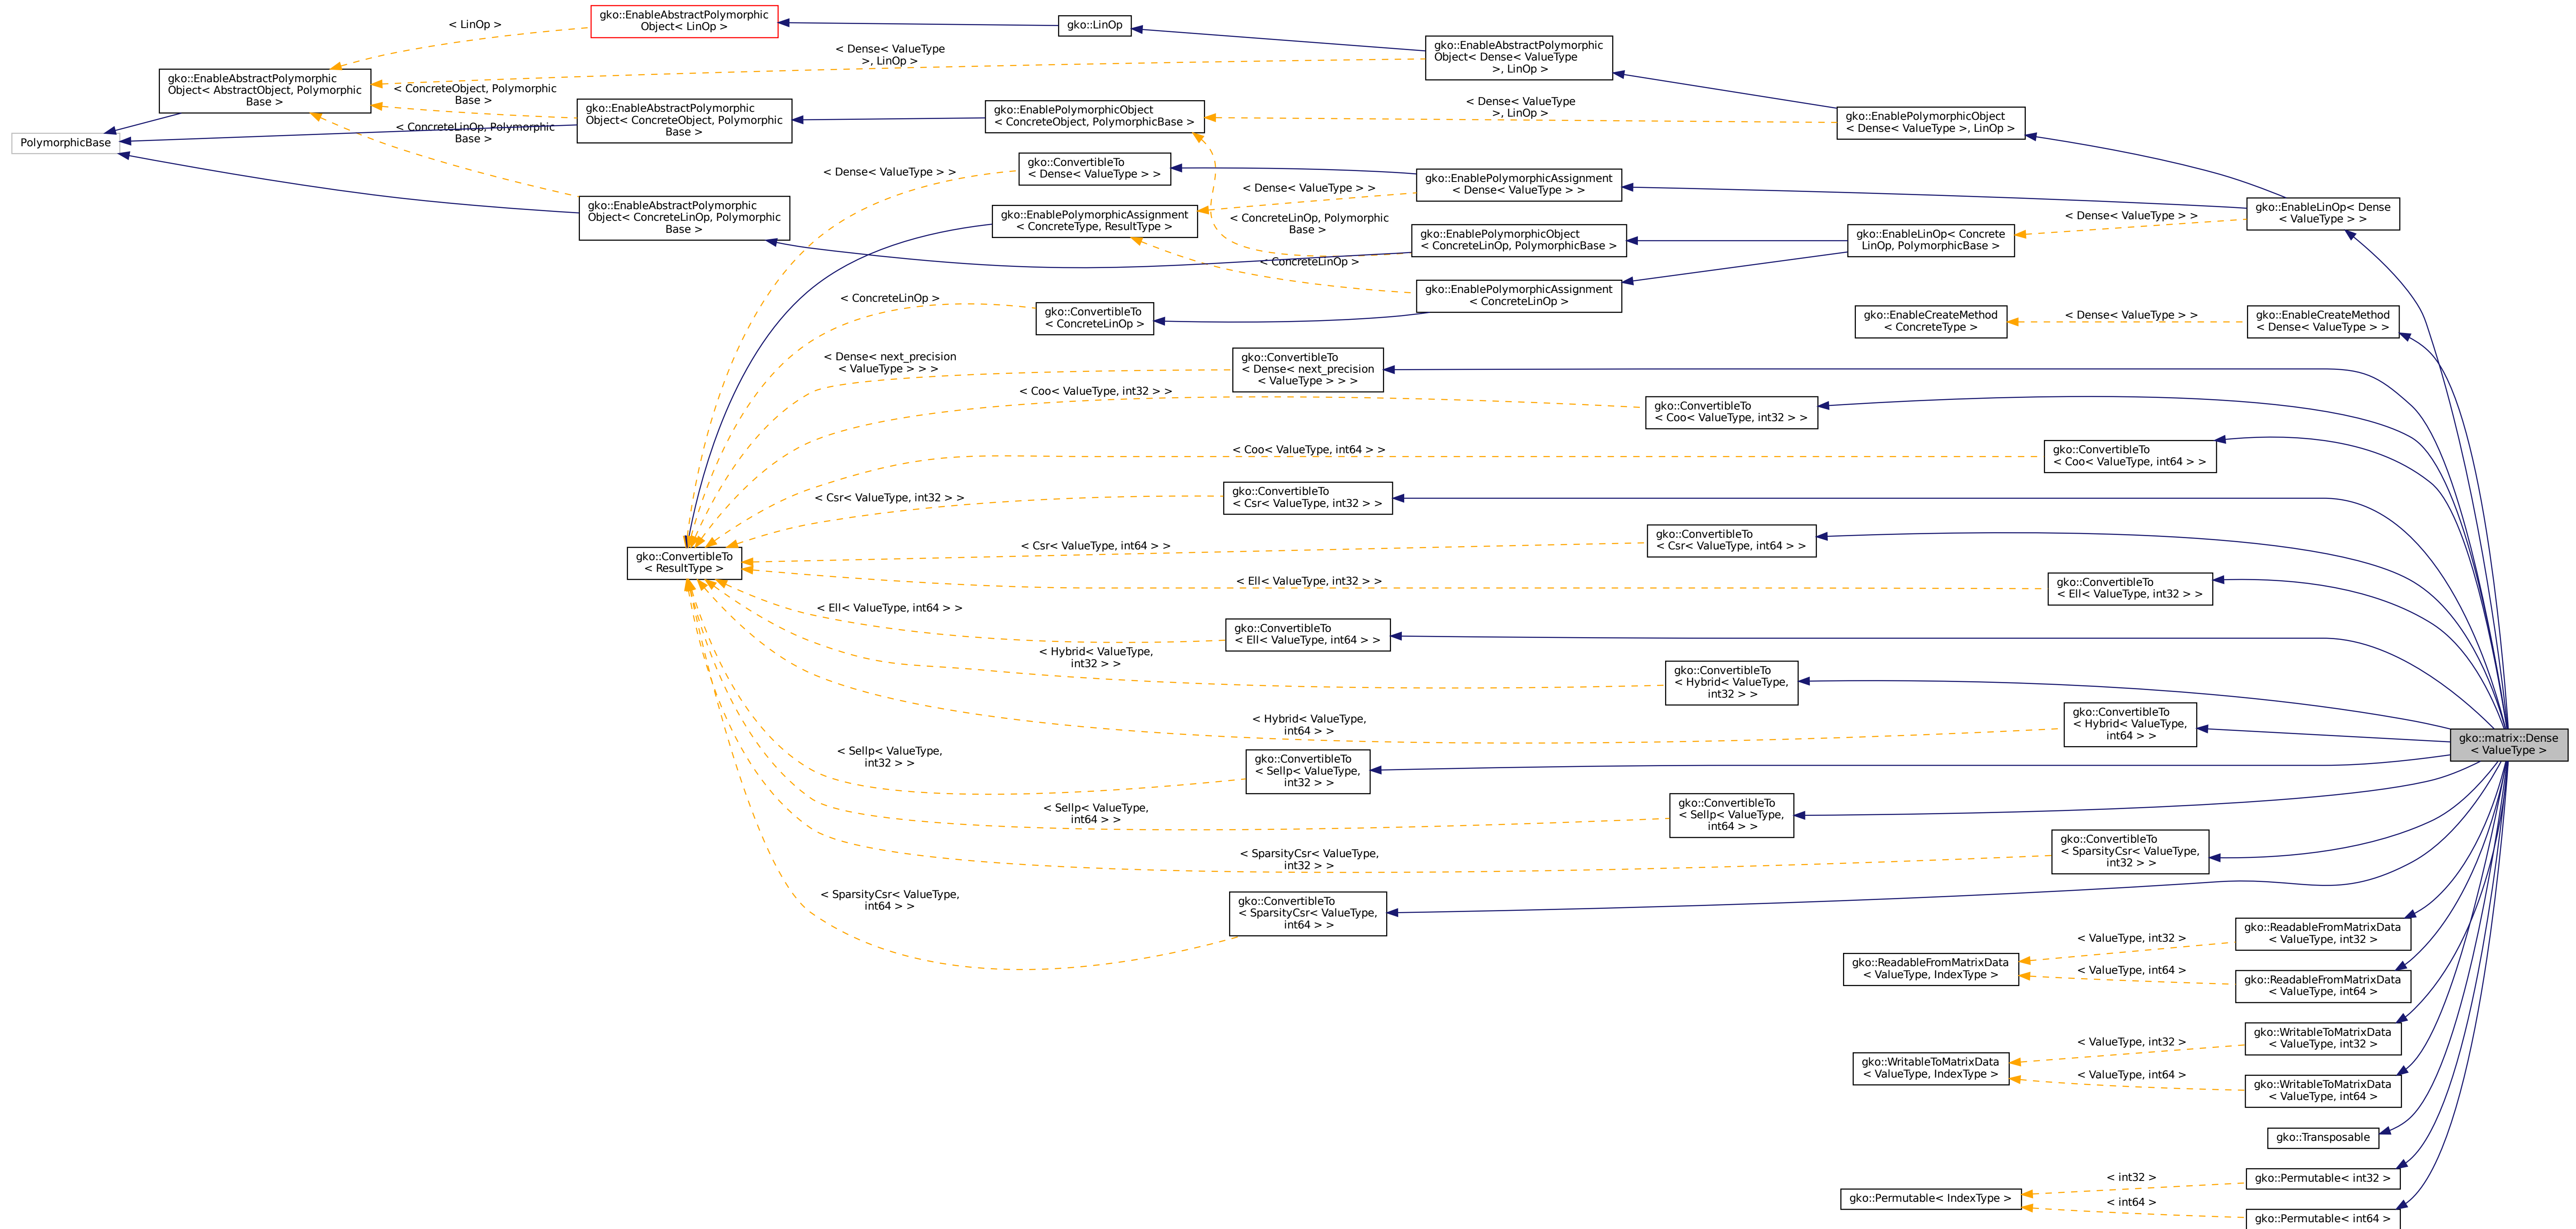 gko::EnableAbstractPolymorphic
Object< LinOp >
< LinOp >
gko::LinOp
gko::EnableAbstractPolymorphic
Object< Dense< ValueType
>, LinOp >
< Dense< ValueType
>, LinOp >
gko::EnableAbstractPolymorphic
Object< AbstractObject, Polymorphic
Base >
< ConcreteObject, Polymorphic
Base >
gko::EnableAbstractPolymorphic
Object< ConcreteObject, Polymorphic
Base >
gko::EnablePolymorphicObject
< ConcreteObject, PolymorphicBase >
< Dense< ValueType
>, LinOp >
gko::EnablePolymorphicObject
< Dense< ValueType >, LinOp >
PolymorphicBase
< ConcreteLinOp, Polymorphic
Base >
gko::ConvertibleTo
< Dense< ValueType > >
< Dense< ValueType > >
gko::EnablePolymorphicAssignment
< Dense< ValueType > >
< Dense< ValueType > >
gko::EnableAbstractPolymorphic
Object< ConcreteLinOp, Polymorphic
Base >
gko::EnablePolymorphicAssignment
< ConcreteType, ResultType >
< ConcreteLinOp, Polymorphic
Base >
gko::EnablePolymorphicObject
< ConcreteLinOp, PolymorphicBase >
gko::EnableLinOp< Concrete
LinOp, PolymorphicBase >
< Dense< ValueType > >
gko::EnableLinOp< Dense
< ValueType > >
< ConcreteLinOp >
gko::EnablePolymorphicAssignment
< ConcreteLinOp >
< ConcreteLinOp >
gko::ConvertibleTo
< ConcreteLinOp >
gko::EnableCreateMethod
< ConcreteType >
< Dense< ValueType > >
gko::EnableCreateMethod
< Dense< ValueType > >
< Dense< next_precision
< ValueType > > >
gko::ConvertibleTo
< Dense< next_precision
< ValueType > > >
< Coo< ValueType, int32 > >
gko::ConvertibleTo
< Coo< ValueType, int32 > >
< Coo< ValueType, int64 > >
gko::ConvertibleTo
< Coo< ValueType, int64 > >
< Csr< ValueType, int32 > >
gko::ConvertibleTo
< Csr< ValueType, int32 > >
< Csr< ValueType, int64 > >
gko::ConvertibleTo
< Csr< ValueType, int64 > >
gko::ConvertibleTo
< ResultType >
< Ell< ValueType, int32 > >
gko::ConvertibleTo
< Ell< ValueType, int32 > >
< Ell< ValueType, int64 > >
gko::ConvertibleTo
< Ell< ValueType, int64 > >
< Hybrid< ValueType,
int32 > >
gko::ConvertibleTo
< Hybrid< ValueType,
int32 > >
< Hybrid< ValueType,
int64 > >
gko::ConvertibleTo
< Hybrid< ValueType,
int64 > >
gko::matrix::Dense
< ValueType >
< Sellp< ValueType,
int32 > >
gko::ConvertibleTo
< Sellp< ValueType,
int32 > >
< Sellp< ValueType,
int64 > >
gko::ConvertibleTo
< Sellp< ValueType,
int64 > >
< SparsityCsr< ValueType,
int32 > >
gko::ConvertibleTo
< SparsityCsr< ValueType,
int32 > >
< SparsityCsr< ValueType,
int64 > >
gko::ConvertibleTo
< SparsityCsr< ValueType,
int64 > >
gko::ReadableFromMatrixData
< ValueType, IndexType >
< ValueType, int32 >
gko::ReadableFromMatrixData
< ValueType, int32 >
< ValueType, int64 >
gko::ReadableFromMatrixData
< ValueType, int64 >
gko::WritableToMatrixData
< ValueType, IndexType >
< ValueType, int32 >
gko::WritableToMatrixData
< ValueType, int32 >
< ValueType, int64 >
gko::WritableToMatrixData
< ValueType, int64 >
gko::Transposable
gko::Permutable< IndexType >
< int32 >
gko::Permutable< int32 >
< int64 >
gko::Permutable< int64 >